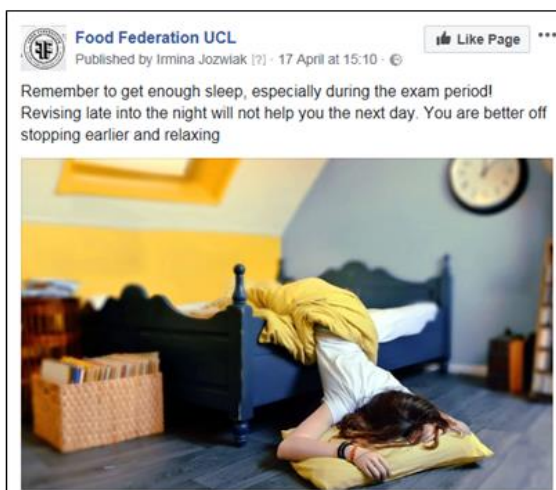 Food Federation UCL
Like Page
Published by Irmina Jozwiak [?] · 17 April at 15:10 ·
Remember to get enough sleep, especially during the exam period!
Revising late into the night will not help you the next day. You are better off
stopping earlier and relaxing